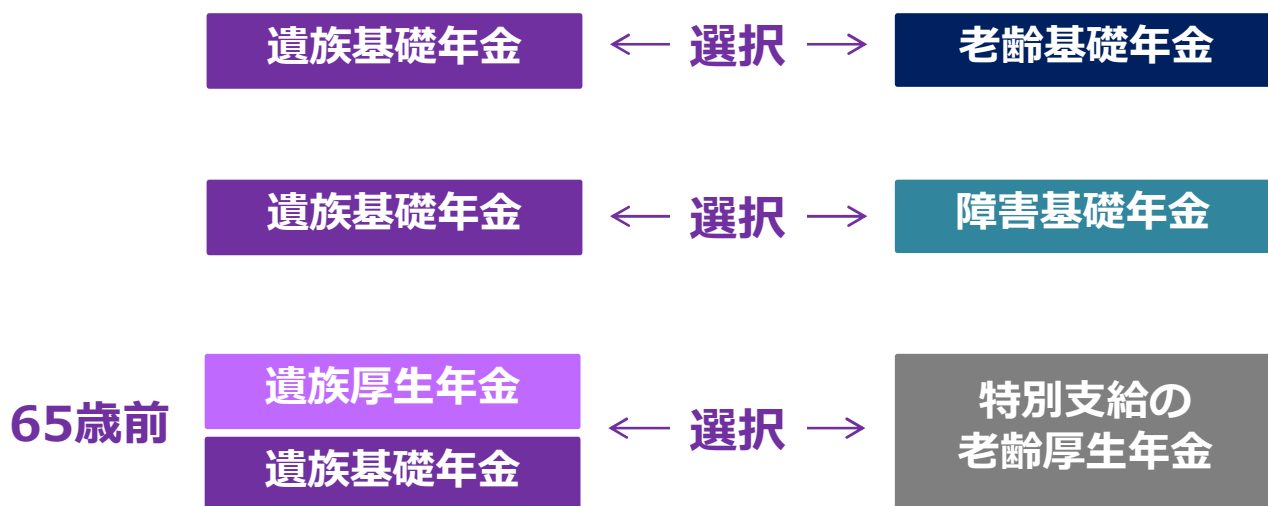 遺族基礎年金 ← 選択 → 老齢基礎年金
遺族基礎年金 ← 選択 → 障害基礎年金
65歳前
遺族厚生年金
遺族基礎年金
← 選択 →
特別支給の
老齢厚生年金